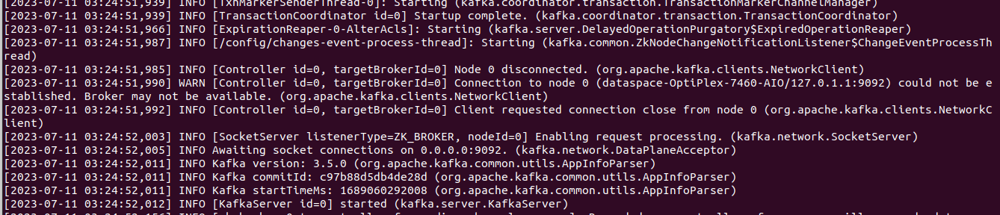 [2023-07-11 03:24:51,939] INFO [TxnMarkerSenderThread-0]: Starting (kafka.coordinator.transaction.TransactionMarkerChannelManager)
[2023-07-11 03:24:51,939] INFO [TransactionCoordinator id=0] Startup complete. (kafka.coordinator.transaction.TransactionCoordinator)
[2023-07-11 03:24:51,966] INFO [ExpirationReaper-0-AlterAcls]: Starting (kafka.server.DelayedOperationPurgatory$ExpiredOperationReaper)
[2023-07-11 03:24:51,987] INFO [/config/changes-event-process-thread]: Starting (kafka.common.ZkNodeChangeNotificationListener$ChangeEventProcessTh
read)
[2023-07-11 03:24:51,985] INFO [Controller id=0, targetBrokerId=0] Node 0 disconnected. (org.apache.kafka.clients.NetworkClient)
[2023-07-11 03:24:51,990] WARN [Controller id=0, targetBrokerId=0] Connection to node 0 (dataspace-OptiPlex-7460-AIO/127.0.1.1:9092) could not be e
stablished. Broker may not be available. (org.apache.kafka.clients.NetworkClient)
[2023-07-11 03:24:51,992] INFO [Controller id=0, targetBrokerId=0] Client requested connection close from node 0 (org.apache.kafka.clients.NetworkC
lient)
[2023-07-11 03:24:52,003] INFO [SocketServer listenerType=ZK_BROKER, nodeId=0] Enabling request processing. (kafka.network.SocketServer)
[2023-07-11 03:24:52,005] INFO Awaiting socket connections on 0.0.0.0:9092. (kafka.network.DataPlaneAcceptor)
[2023-07-11 03:24:52,011] INFO Kafka version: 3.5.0 (org.apache.kafka.common.utils.AppInfoParser)
[2023-07-11 03:24:52,011] INFO Kafka commitId: c97b88d5db4de28d (org.apache.kafka.common.utils.AppInfoParser)
[2023-07-11 03:24:52,011] INFO Kafka startTimeMs: 1689060292008 (org.apache.kafka.common.utils.AppInfoParser)
[2023-07-11 03:24:52,012] INFO [KafkaServer id=0] started (kafka.server.KafkaServer)